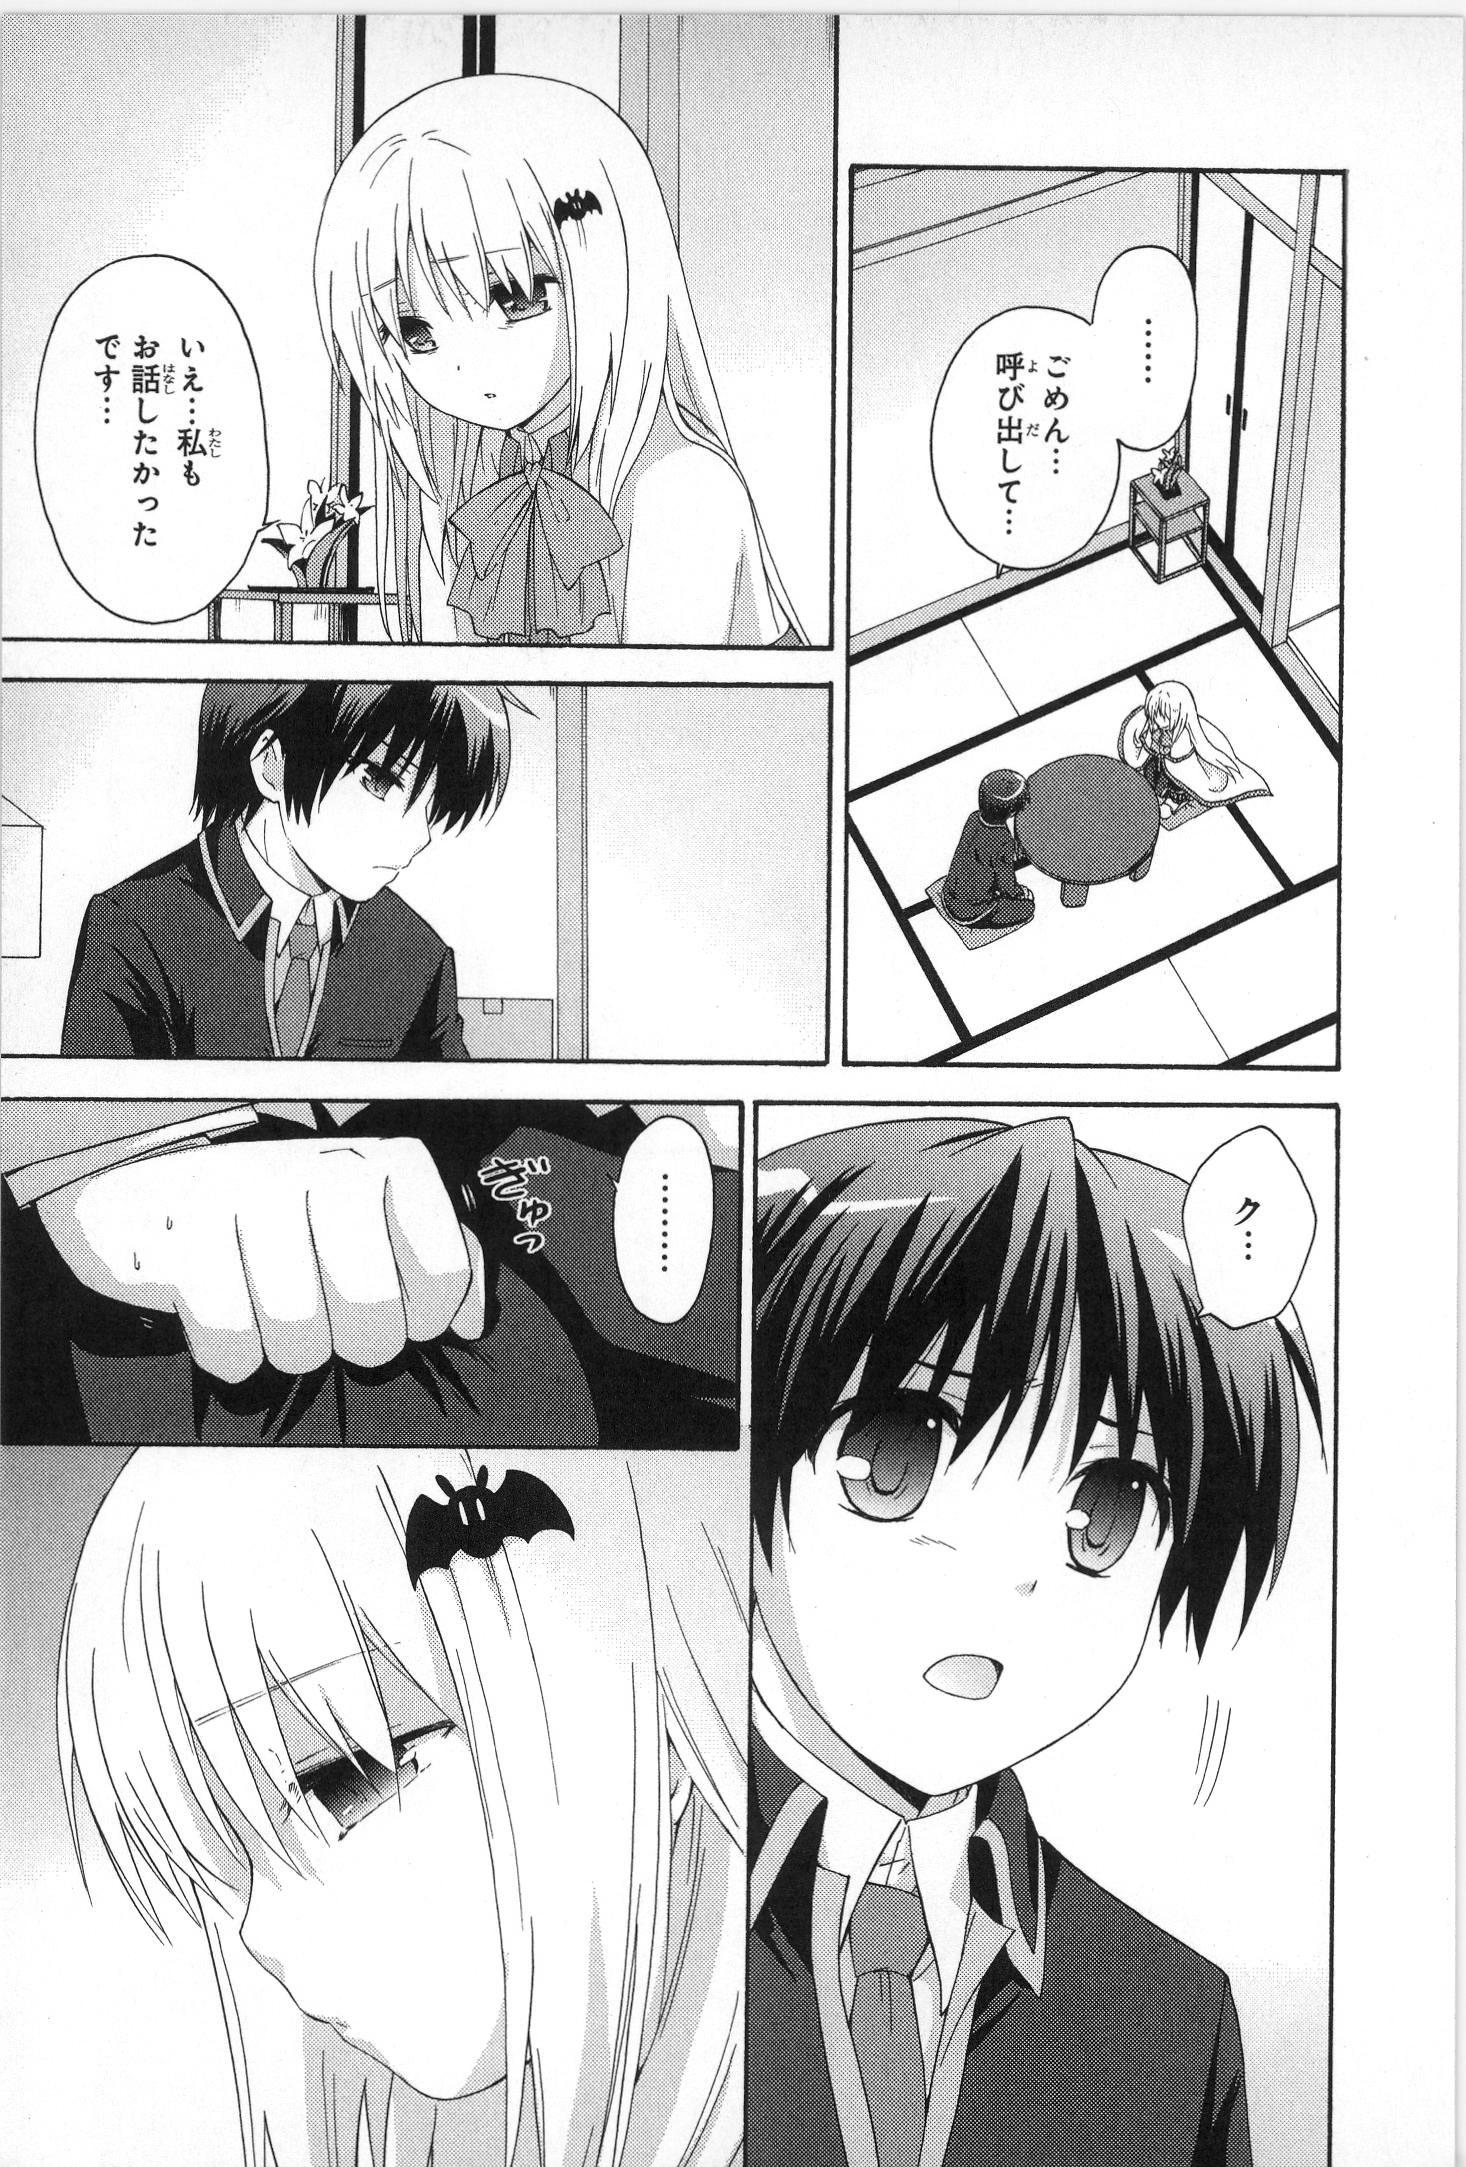 ……
ごめん…
呼び出して…
いえ…私も
お話したかった
です…
ク…
………
ぎゅっ